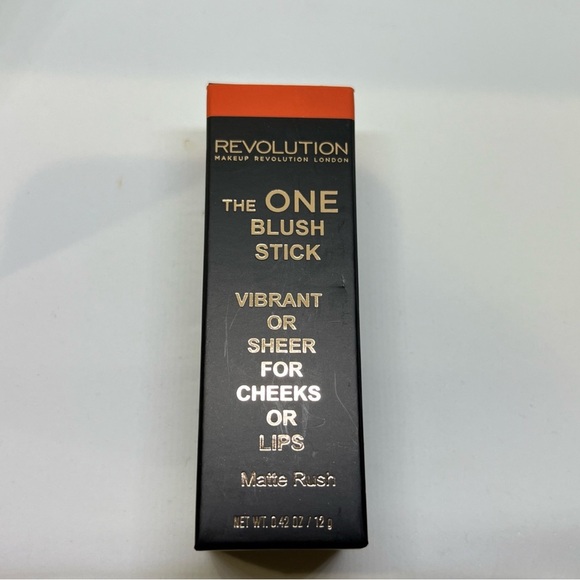 REVOLUTION
MAKEUP REVOLUTION LONDON
THE ONE
BLUSH
STICK
VIBRANT
OR
SHEER
FOR
CHEEKS
OR
LIPS
Matte Rush
NET WT. 0.42 OZ / 12 g